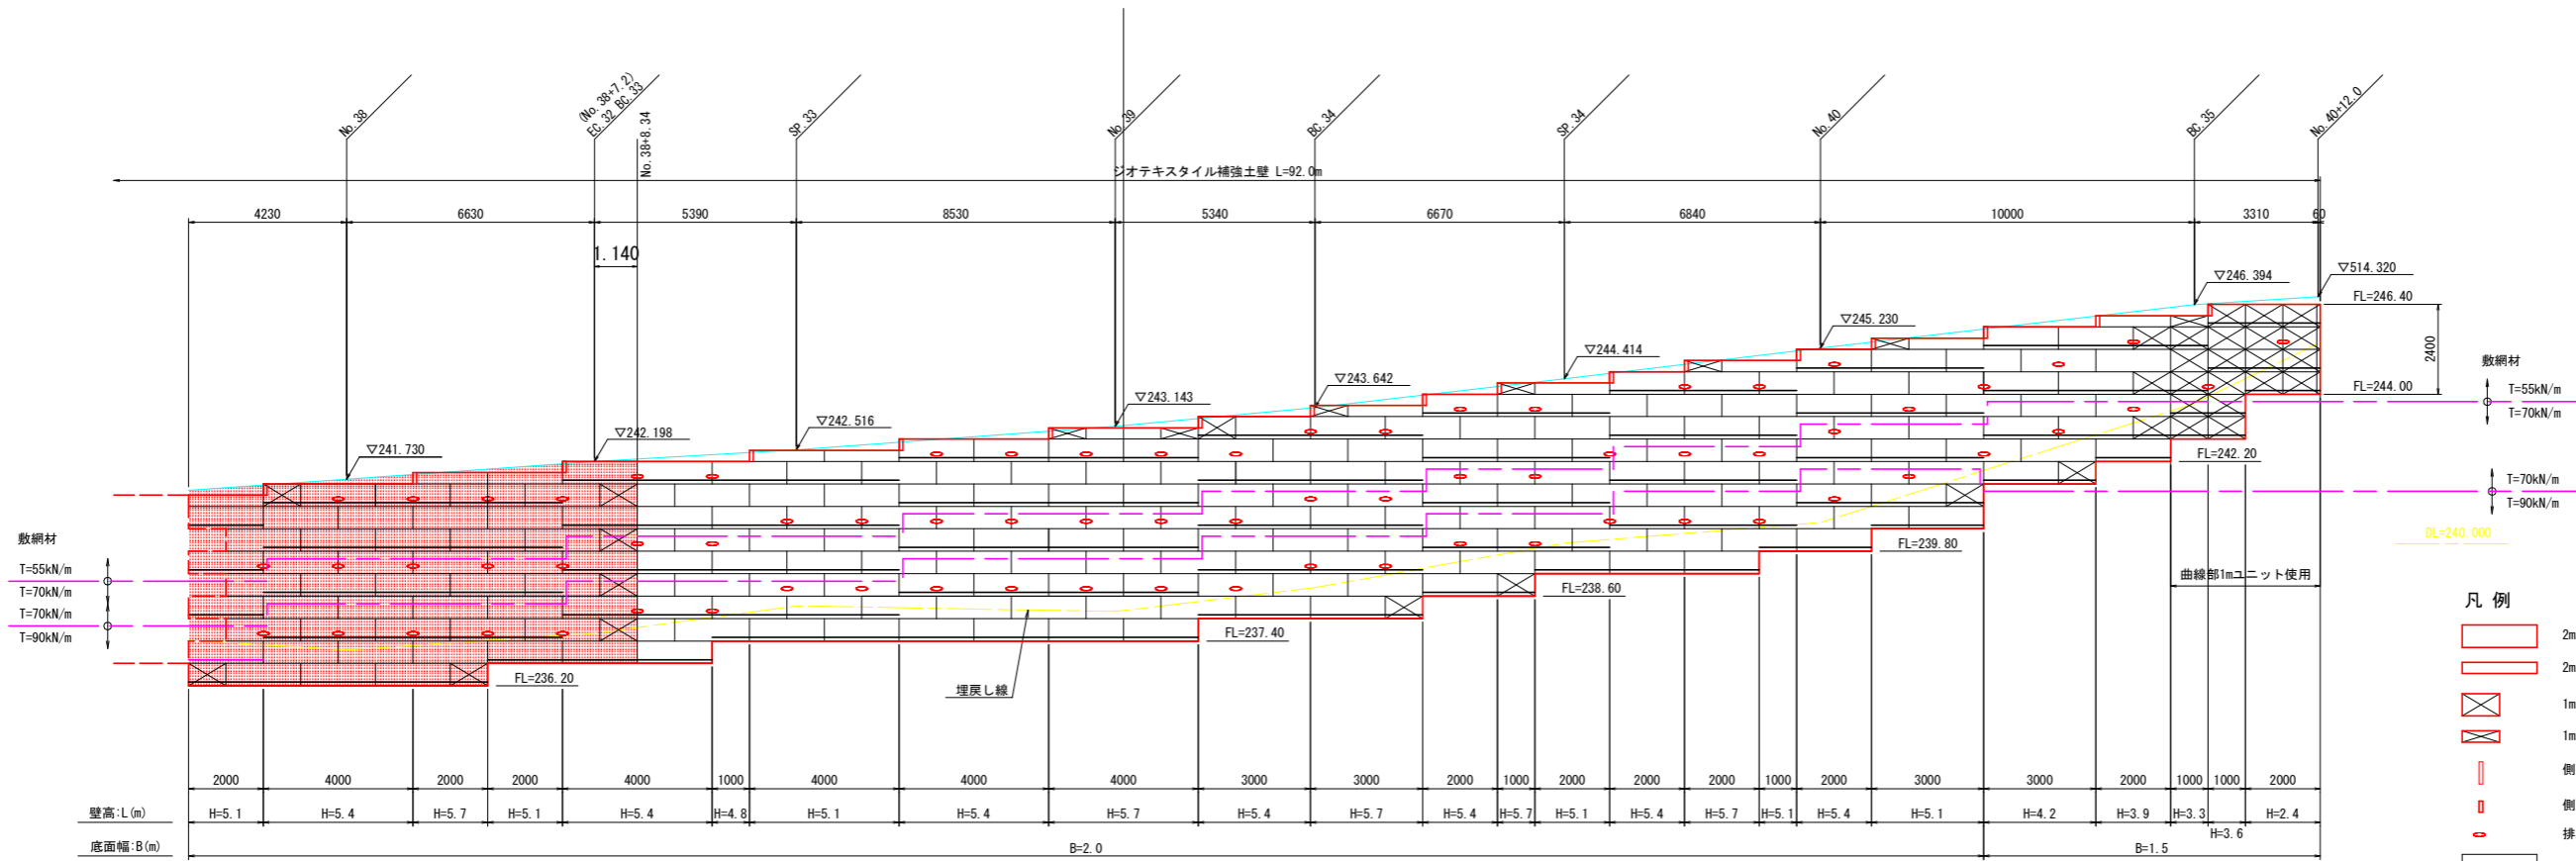 No.38
(No.38+7.2)
EC.32 BC.33
No.38+8.34
SP.33
No.39
BC.34
SP.34
No.40
BC.35
No.40+12.0
ジオテキスタイル補強土壁 L=92.0m
4230 6630 5390 8530 5340 6670 6840 10000 3310 60
1.140
▽514.320
▽246.394
FL=246.40
▽245.230
2400
▽244.414
敷網材
▽243.642
FL=244.00
T=55kN/m
▽243.143
T=70kN/m
▽242.516
▽242.198
FL=242.20
▽241.730
T=70kN/m
T=90kN/m
DL=240.000
敷網材
FL=239.80
T=55kN/m
曲線部1mユニット使用
T=70kN/m
FL=238.60
凡 例
T=70kN/m
FL=237.40
2m
T=90kN/m
2m
FL=236.20
埋戻し線
1m
1m
側
2000 4000 2000 2000 4000 1000 4000 4000 4000 3000 3000 2000 1000 2000 2000 2000 1000 2000 3000 3000 2000 1000 1000 2000
側
壁高:L(m) H=5.1 H=5.4 H=5.7 H=5.1 H=5.4 H=4.8 H=5.1 H=5.4 H=5.7 H=5.4 H=5.7 H=5.4 H=5.7 H=5.1 H=5.4 H=5.7 H=5.1 H=5.4 H=5.1 H=4.2 H=3.9 H=3.3 H=2.4
H=3.6
排
底面幅:B(m) B=2.0 B=1.5